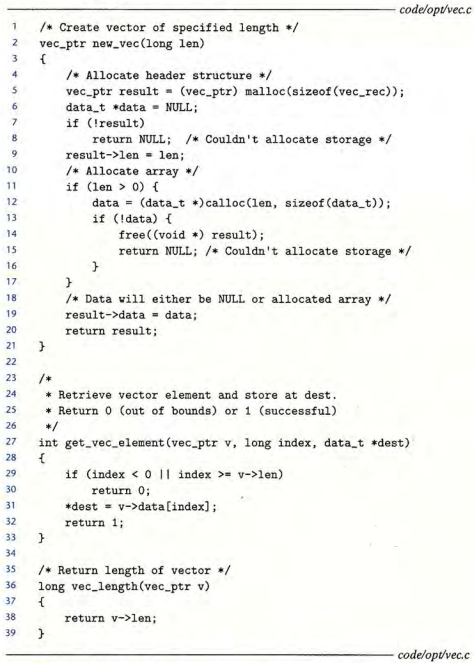 code/opt/vec.c
1 /* Create vector of specified length */
2 vec_ptr new_vec(long len)
3 {
4     /* Allocate header structure */
5     vec_ptr result = (vec_ptr) malloc(sizeof(vec_rec));
6     data_t *data = NULL;
7     if (!result)
8         return NULL;  /* Couldn't allocate storage */
9     result->len = len;
10     /* Allocate array */
11     if (len > 0) {
12         data = (data_t *)calloc(len, sizeof(data_t));
13         if (!data) {
14             free((void *) result);
15             return NULL; /* Couldn't allocate storage */
16         }
17     }
18     /* Data will either be NULL or allocated array */
19     result->data = data;
20     return result;
21 }
22
23 /*
24  * Retrieve vector element and store at dest.
25  * Return 0 (out of bounds) or 1 (successful)
26  */
27 int get_vec_element(vec_ptr v, long index, data_t *dest)
28 {
29     if (index < 0 || index >= v->len)
30         return 0;
31     *dest = v->data[index];
32     return 1;
33 }
34
35 /* Return length of vector */
36 long vec_length(vec_ptr v)
37 {
38     return v->len;
39 }
code/opt/vec.c